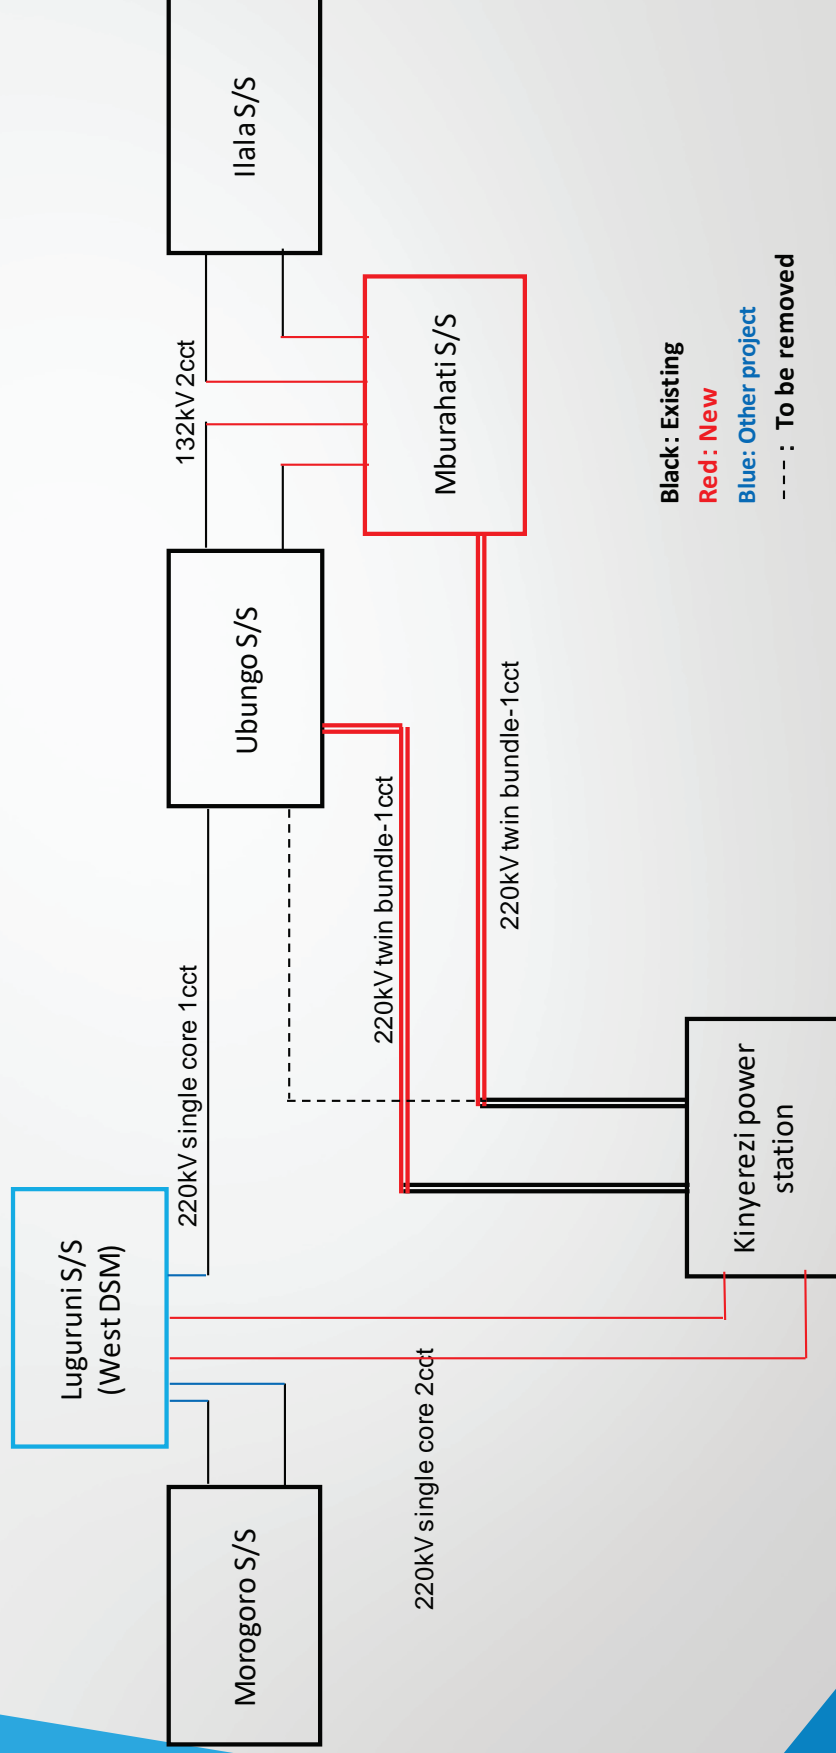 Luguruni S/S
(West DSM)
Morogoro S/S
220kV single core 1cct
Ubungo S/S
132kV 2cct
Ilala S/S
220kV single core 2cct
220kV twin bundle-1cct
Mburahati S/S
220kV twin bundle-1cct
Kinyerezi power
station
Black: Existing
Red: New
Blue: Other project
---: To be removed